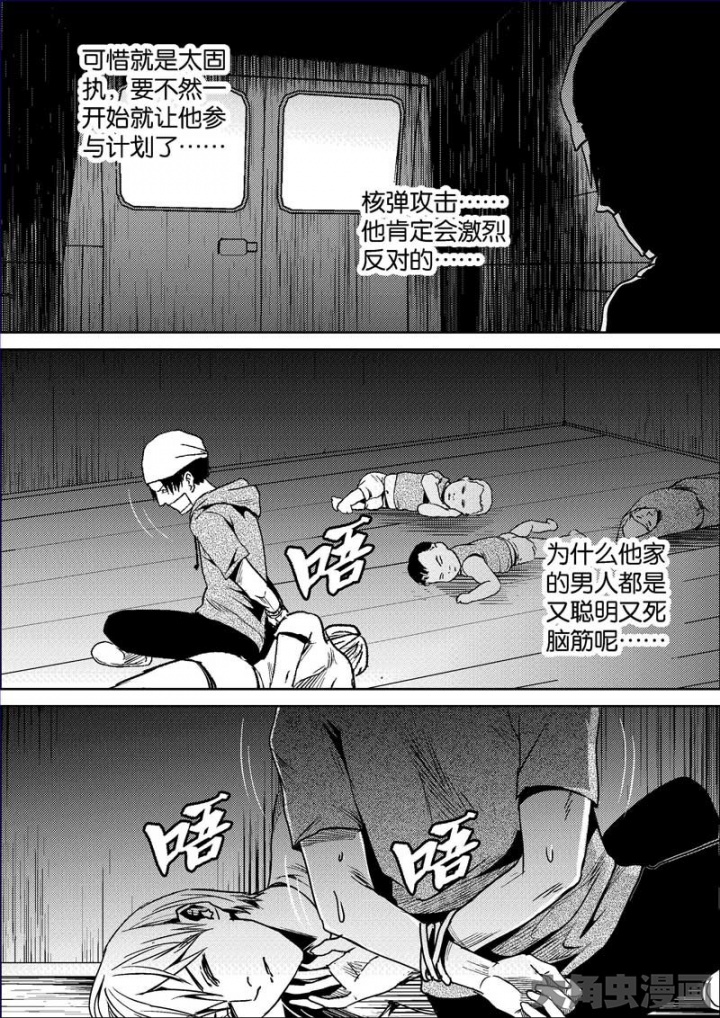 可惜就是太固
执，要不然一
开始就让他参
与计划了……
核弹攻击……
他肯定会激烈
反对的……
唔
为什么他家
的男人都是
又聪明又死
脑筋呢……
唔
唔
六角虫漫画